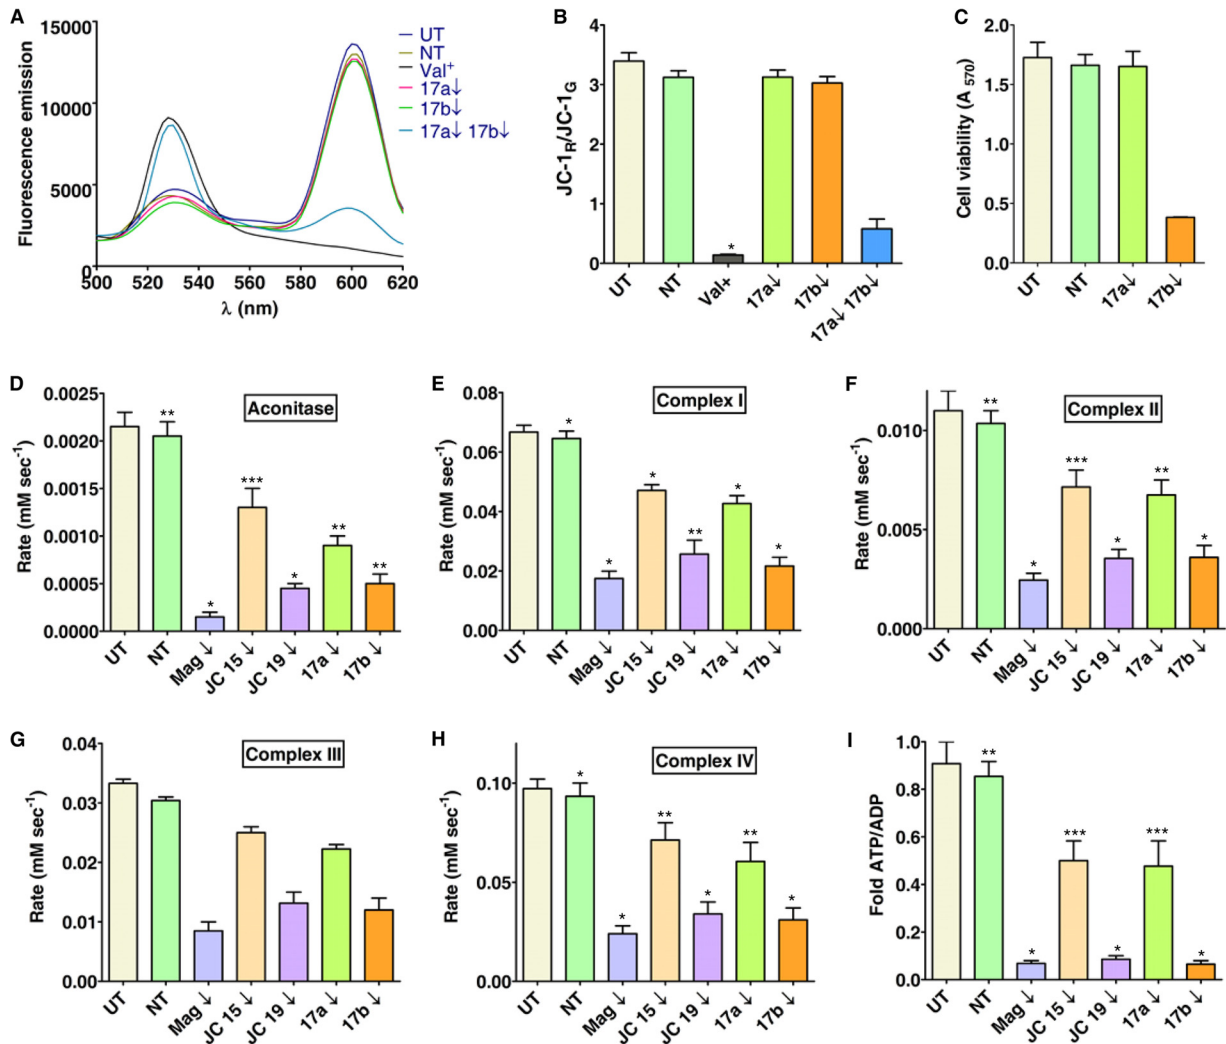 A
15000
10000
5000
0
Fluorescence emission
500 520 540 560 580 600 620
λ (nm)
UT
NT
Val⁺
17a↓
17b↓
17a↓ 17b↓
B
4
3
2
1
0
JC-1R/JC-1G
*
UT NT Val+ 17a↓ 17b↓ 17a↓ 17b↓
C
2.0
1.5
1.0
0.5
0.0
Cell viability (A 570)
UT NT 17a↓ 17b↓
D
Aconitase
0.0025
0.0020
0.0015
0.0010
0.0005
0.0000
Rate (mM sec⁻¹)
** * *** * ** **
UT NT Mag↓ JC 15↓ JC 19↓ 17a↓ 17b↓
E
Complex I
0.08
0.06
0.04
0.02
0.00
Rate (mM sec⁻¹)
* * * ** * *
UT NT Mag↓ JC 15↓ JC 19↓ 17a↓ 17b↓
F
Complex II
0.010
0.005
0.000
Rate (mM sec⁻¹)
** * *** * ** *
UT NT Mag↓ JC 15↓ JC 19↓ 17a↓ 17b↓
G
Complex III
0.04
0.03
0.02
0.01
0.00
Rate (mM sec⁻¹)
UT NT Mag↓ JC 15↓ JC 19↓ 17a↓ 17b↓
H
Complex IV
0.10
0.05
0.00
Rate (mM sec⁻¹)
* * ** * ** *
UT NT Mag↓ JC 15↓ JC 19↓ 17a↓ 17b↓
I
1.0
0.8
0.6
0.4
0.2
0.0
Fold ATP/ADP
** * *** * *** *
UT NT Mag↓ JC 15↓ JC 19↓ 17a↓ 17b↓